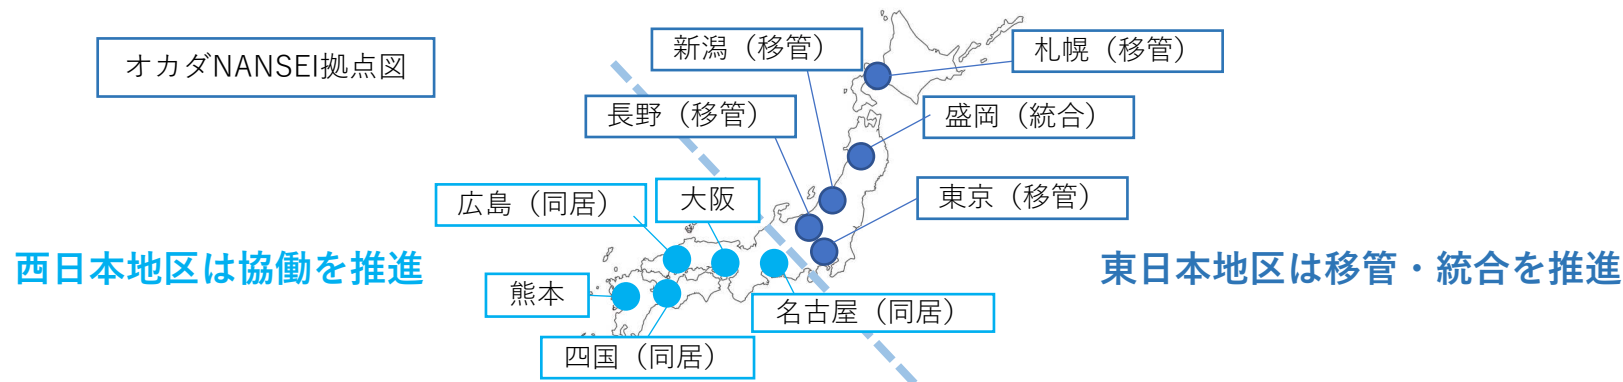 オカダNANSEI拠点図
新潟（移管）
札幌（移管）
長野（移管）
盛岡（統合）
広島（同居）
大阪
東京（移管）
西日本地区は協働を推進
東日本地区は移管・統合を推進
熊本
名古屋（同居）
四国（同居）